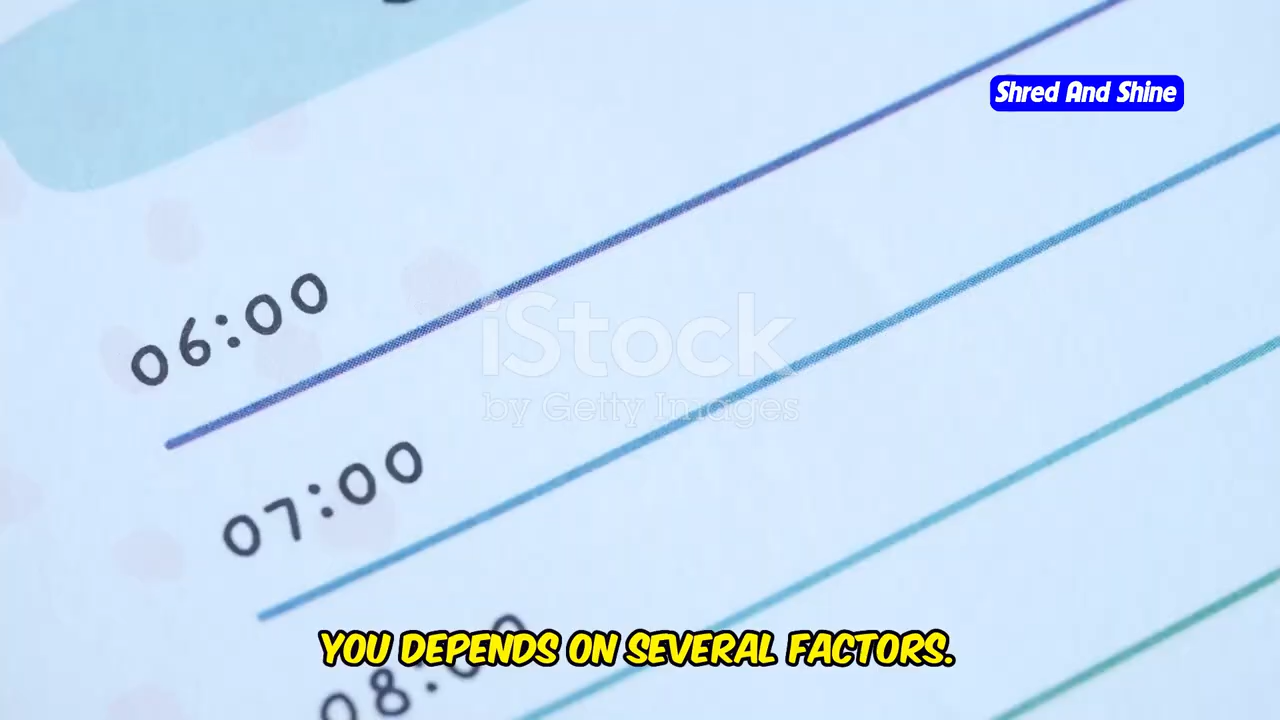 Shred And Shine
06:00
iStock
by Getty Images
07:00
08:00
YOU DEPENDS ON SEVERAL FACTORS.